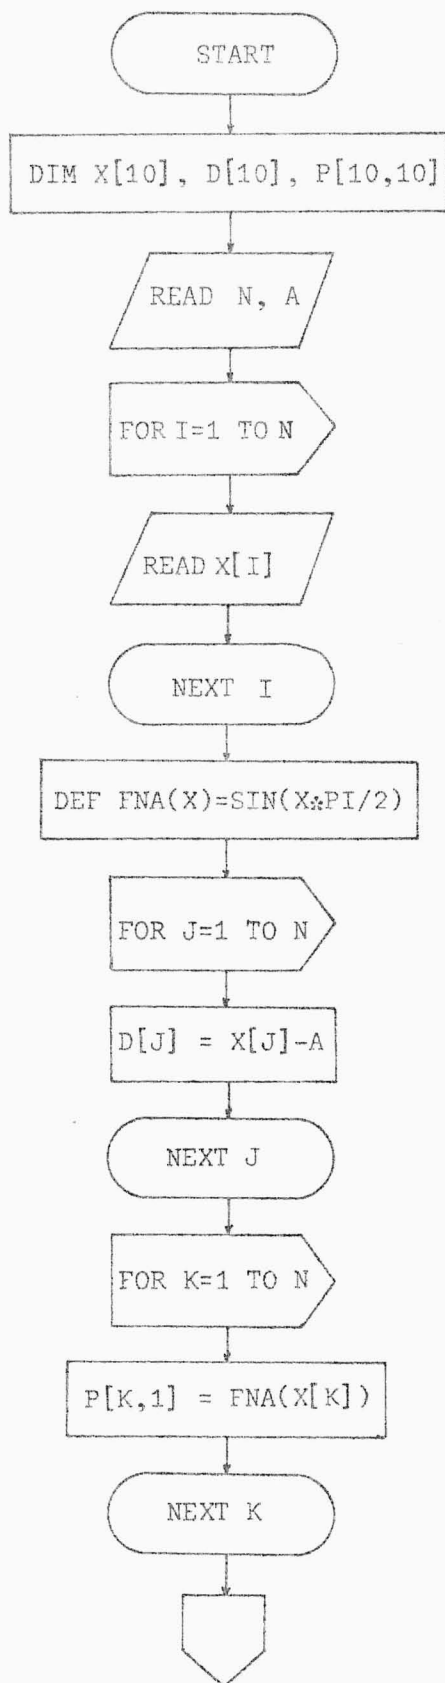 START
DIM X[10], D[10], P[10,10]
READ N, A
FOR I=1 TO N
READ X[I]
NEXT I
DEF FNA(X)=SIN(X*PI/2)
FOR J=1 TO N
D[J] = X[J]-A
NEXT J
FOR K=1 TO N
P[K,1] = FNA(X[K])
NEXT K